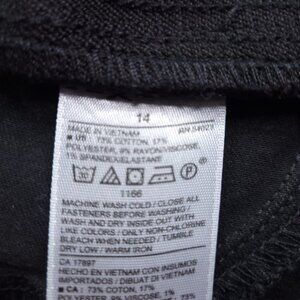 14
MADE IN VIETNAM
■ US : 73% COTTON, 17%
POLYESTER, 9% RAYON/VISCOSE
1% SPANDEX/ELASTANE
1166
MACHINE WASH COLD / CLOSE ALL
FASTENERS BEFORE WASHING /
WASH AND DRY INSIDE OUT WITH
LIKE COLORS / ONLY NON-CHLORINE
BLEACH WHEN NEEDED / TUMBLE
DRY LOW / WARM IRON
CA 17897
HECHO EN VIETNAM CON INSUMOS
IMPORTADOS / DIBUAT DI VIETNAM
■ CA : 73% COTON, 17%